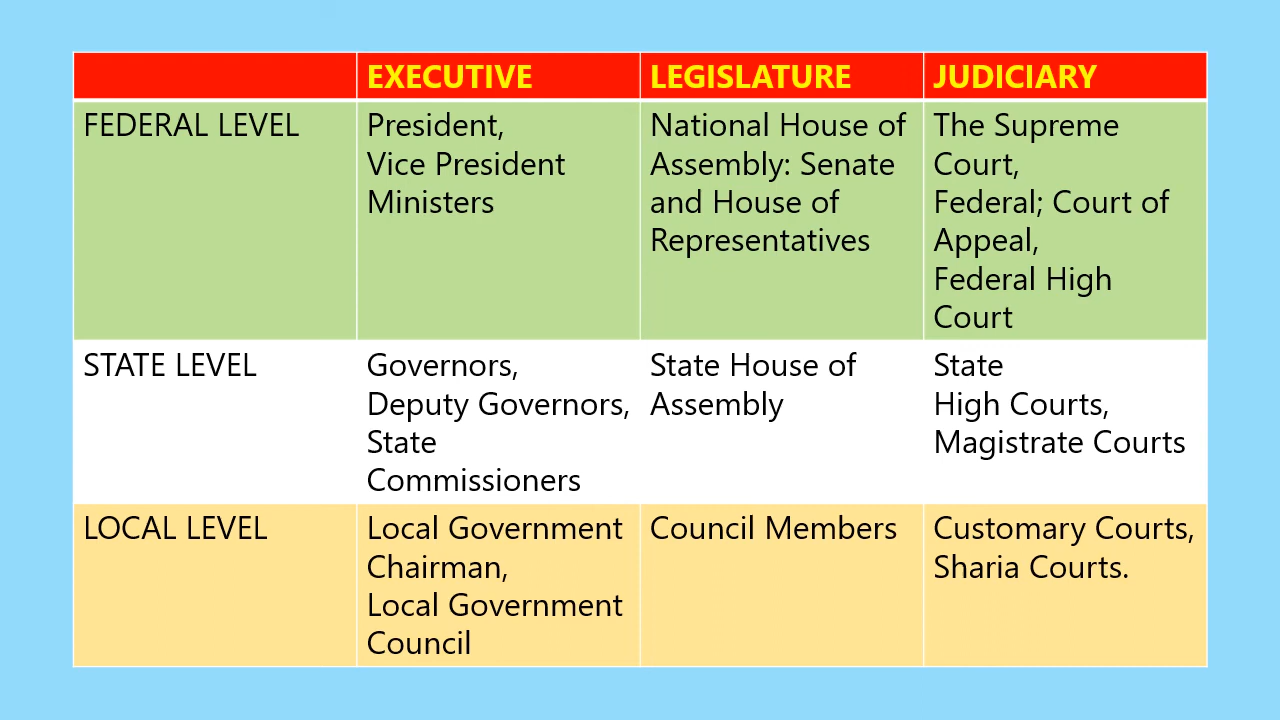 EXECUTIVE
LEGISLATURE
JUDICIARY
FEDERAL LEVEL
President,
Vice President
Ministers
National House of
Assembly: Senate
and House of
Representatives
The Supreme
Court,
Federal; Court of
Appeal,
Federal High
Court
STATE LEVEL
Governors,
Deputy Governors,
State
Commissioners
State House of
Assembly
State
High Courts,
Magistrate Courts
LOCAL LEVEL
Local Government
Chairman,
Local Government
Council
Council Members
Customary Courts,
Sharia Courts.